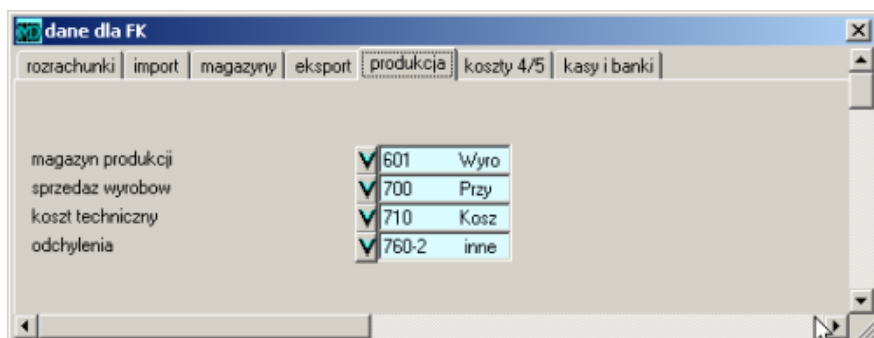 dane dla FK
rozrachunki import magazyny eksport produkcja koszty 4/5 kasy i banki
magazyn produkcji 601 Wyro
sprzedaz wyrobow 700 Przy
koszt techniczny 710 Kosz
odchylenia 760-2 inne